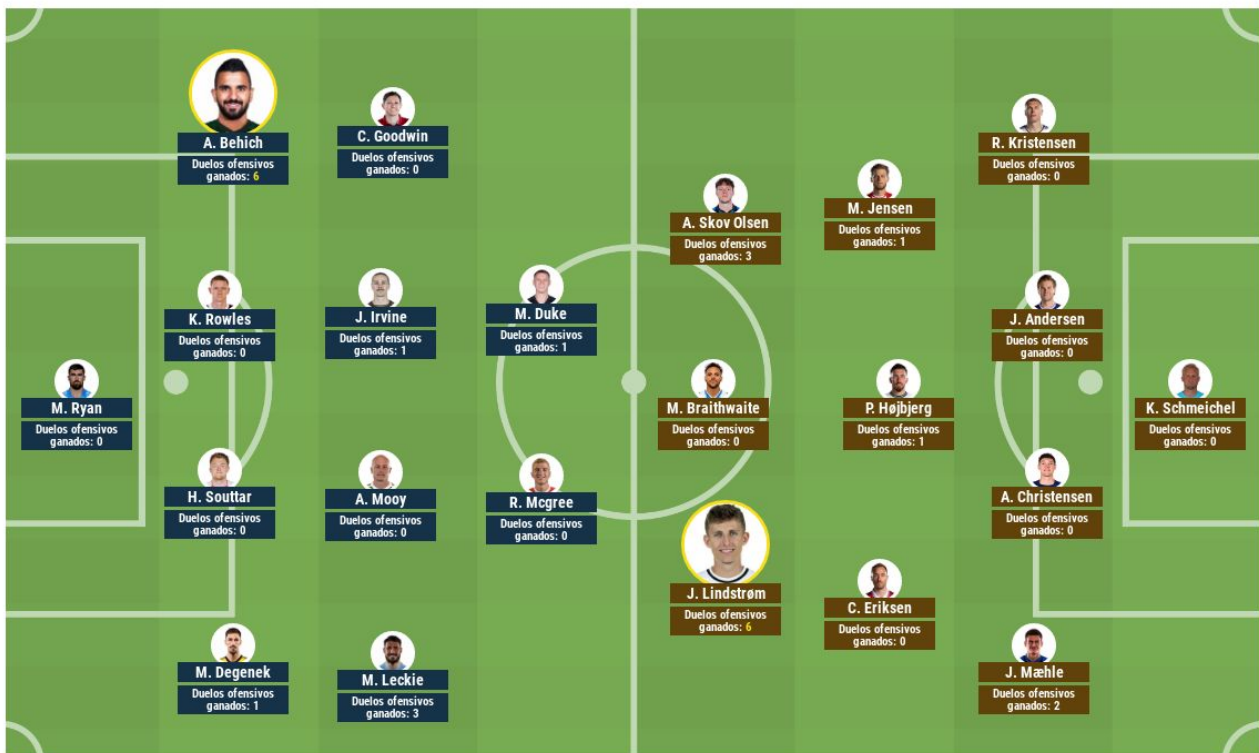 A. Behich
Duelos ofensivos
ganados: 6
C. Goodwin
Duelos ofensivos
ganados: 0
K. Rowles
Duelos ofensivos
ganados: 0
J. Irvine
Duelos ofensivos
ganados: 1
M. Duke
Duelos ofensivos
ganados: 1
M. Ryan
Duelos ofensivos
ganados: 0
H. Souttar
Duelos ofensivos
ganados: 0
A. Mooy
Duelos ofensivos
ganados: 0
R. Mcgree
Duelos ofensivos
ganados: 0
M. Degenek
Duelos ofensivos
ganados: 1
M. Leckie
Duelos ofensivos
ganados: 3
A. Skov Olsen
Duelos ofensivos
ganados: 3
M. Jensen
Duelos ofensivos
ganados: 1
R. Kristensen
Duelos ofensivos
ganados: 0
J. Andersen
Duelos ofensivos
ganados: 0
M. Braithwaite
Duelos ofensivos
ganados: 0
P. Højbjerg
Duelos ofensivos
ganados: 1
K. Schmeichel
Duelos ofensivos
ganados: 0
A. Christensen
Duelos ofensivos
ganados: 0
J. Lindstrøm
Duelos ofensivos
ganados: 6
C. Eriksen
Duelos ofensivos
ganados: 0
J. Mæhle
Duelos ofensivos
ganados: 2